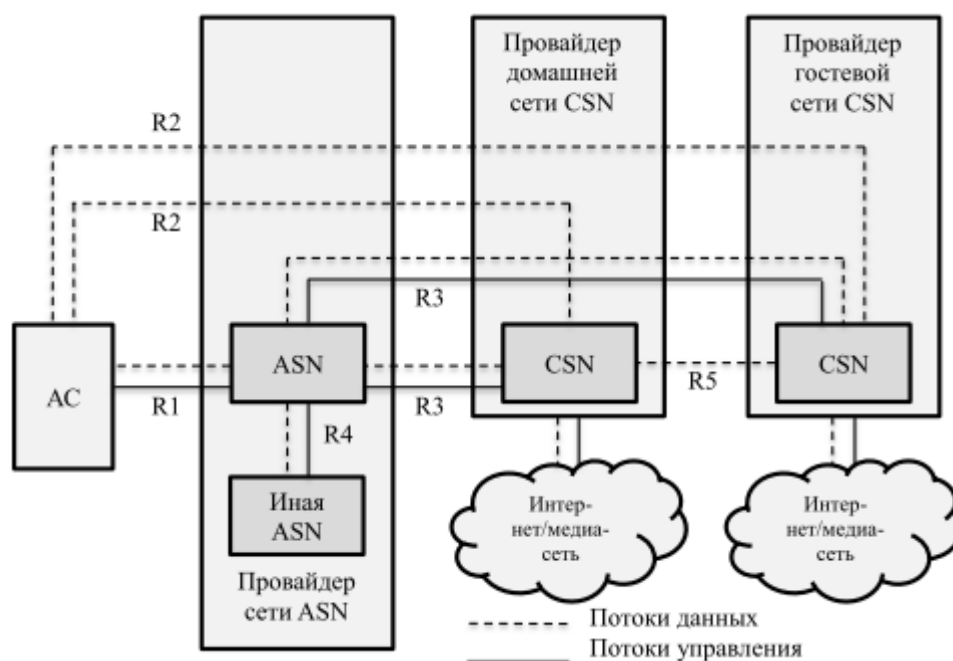 Провайдер
домашней
сети CSN
Провайдер
гостевой
сети CSN
R2
R2
R3
ASN
CSN
CSN
АС
R1
R3
R5
R4
Иная
ASN
Интер-
нет/медиа-
сеть
Интер-
нет/медиа-
сеть
Провайдер
сети ASN
Потоки данных
Потоки управления